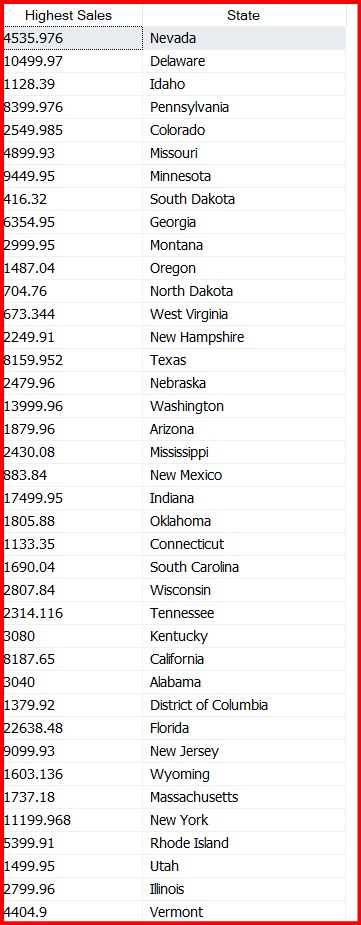 Highest Sales State
4535.976 Nevada
10499.97 Delaware
1128.39 Idaho
8399.976 Pennsylvania
2549.985 Colorado
4899.93 Missouri
9449.95 Minnesota
416.32 South Dakota
6354.95 Georgia
2999.95 Montana
1487.04 Oregon
704.76 North Dakota
673.344 West Virginia
2249.91 New Hampshire
8159.952 Texas
2479.96 Nebraska
13999.96 Washington
1879.96 Arizona
2430.08 Mississippi
883.84 New Mexico
17499.95 Indiana
1805.88 Oklahoma
1133.35 Connecticut
1690.04 South Carolina
2807.84 Wisconsin
2314.116 Tennessee
3080 Kentucky
8187.65 California
3040 Alabama
1379.92 District of Columbia
22638.48 Florida
9099.93 New Jersey
1603.136 Wyoming
1737.18 Massachusetts
11199.968 New York
5399.91 Rhode Island
1499.95 Utah
2799.96 Illinois
4404.9 Vermont